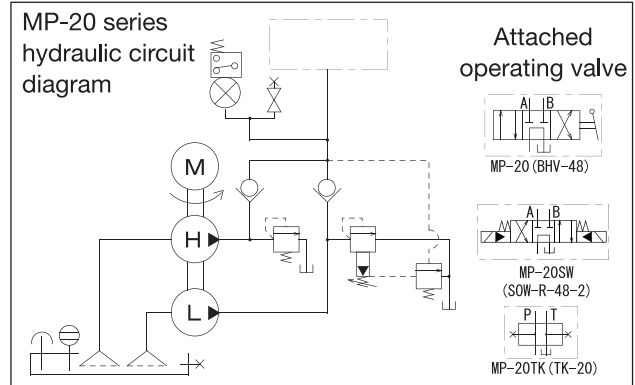 MP-20 series
hydraulic circuit
diagram
Attached
operating valve
A B
MP-20(BHV-48)
M
H
L
A B
MP-20SW
(SOW-R-48-2)
P T
MP-20TK(TK-20)